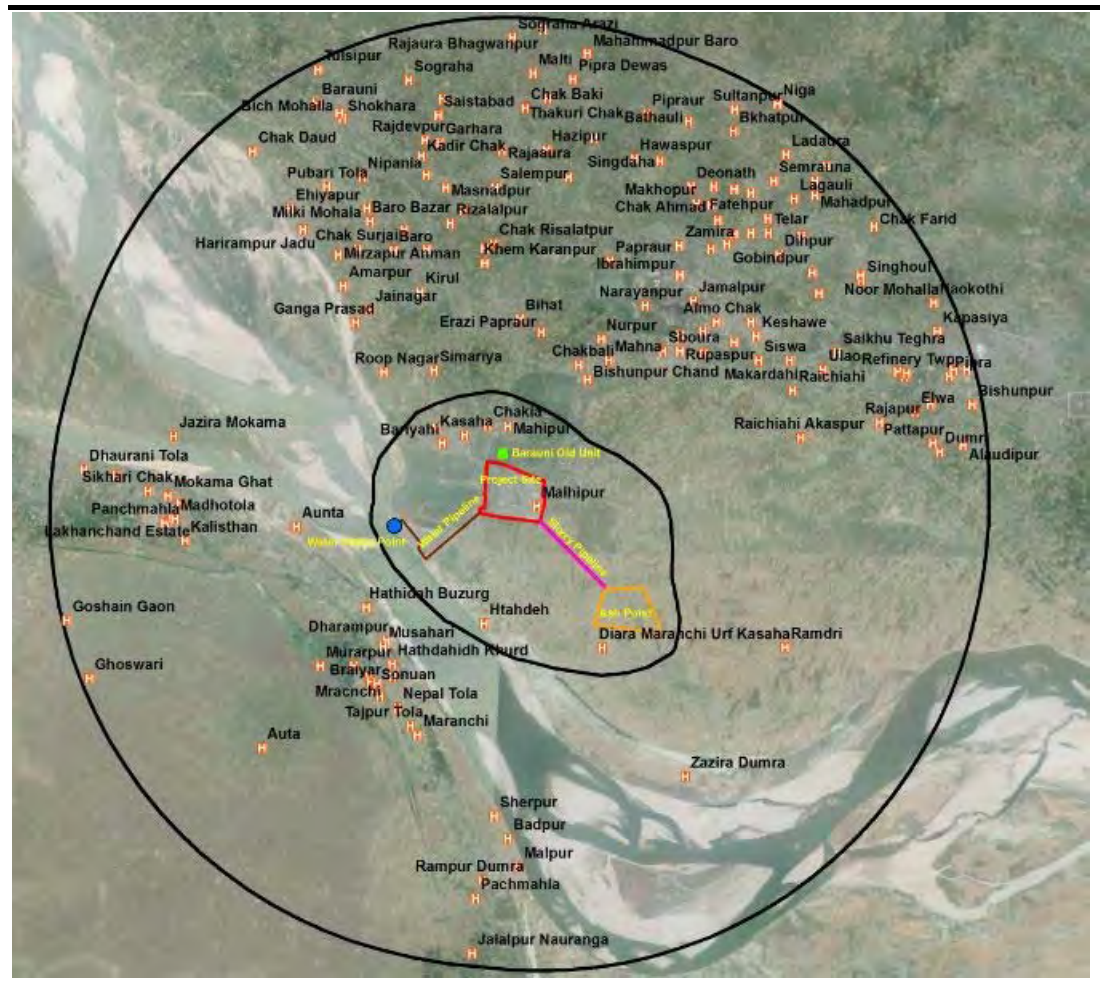 Sograha Arazi
Rajaura Bhagwanpur
Mahammadpur Baro
Tulsipur
Malti
Pipra Dewas
Sograha
Barauni
Chak Baki
Sultanpur
Niga
Bich Mohalla
Shokhara
Saistabad
Thakuri Chak
Pipraur
Bathauli
Bkhatpur
Rajdevpur
Garhara
Hazipur
Chak Daud
Kadir Chak
Rajaaura
Hawaspur
Ladaura
Nipania
Singdaha
Pubari Tola
Salempur
Deonath
Semrauna
Ehiyapur
Masnadpur
Makhopur
Lagauli
Milki Mohala
Baro Bazar
Rizalalpur
Chak Ahmad
Fatehpur
Mahadpur
Telar
Chak Farid
Harirampur Jadu
Chak Surjai
Baro
Chak Risalatpur
Zamira
Dihpur
Mirzapur Ahman
Khem Karanpur
Papraur
Ibrahimpur
Gobindpur
Amarpur
Kirul
Singhoul
Jainagar
Narayanpur
Jamalpur
Noor Mohalla
Ganga Prasad
Bihat
Almo Chak
Erazi Papraur
Nurpur
Keshawe
Kapasiya
Sboura
Saikhu Teghra
Roop Nagar
Simariya
Chakbali
Mahna
Rupaspur
Siswa
Ulao
Refinery Twp
Pipra
Bishunpur Chand
Makardahi
Raichiahi
Bishunpur
Elwa
Chakia
Rajapur
Jazira Mokama
Bariyahi
Kasaha
Mahipur
Raichiahi Akaspur
Pattapur
Dumri
Dhaurani Tola
Barauni Old Unit
Alaudipur
Sikhari Chak
Mokama Ghat
Project Site
Malhipur
Panchmahla
Madhotola
Aunta
Water Pipeline
Lakhanchand Estate
Kalisthan
Slurry Pipeline
Hathidah Buzurg
Goshain Gaon
Htahdeh
Dharampur
Musahari
Diara Maranchi Urf Kasaha
Ramdri
Murarpur
Hathdahidh Khurd
Ghoswari
Braiyar
Sonuan
Mracnchi
Nepal Tola
Tajpur Tola
Maranchi
Auta
Zazira Dumra
Sherpur
Badpur
Malpur
Rampur Dumra
Pachmahla
Jalalpur Nauranga